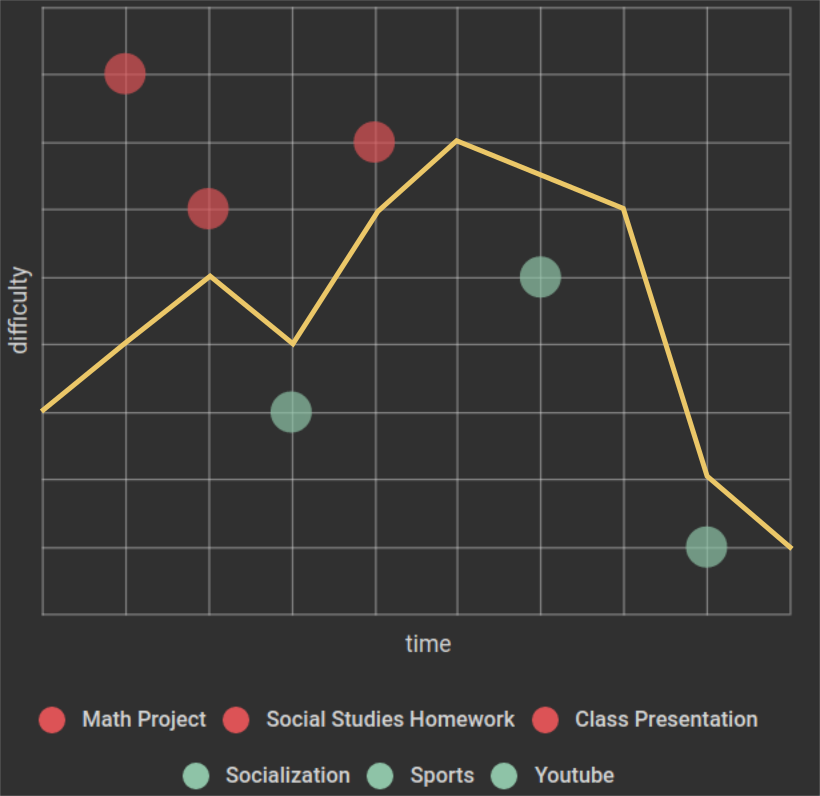 difficulty
time
Math Project Social Studies Homework Class Presentation
Socialization Sports Youtube